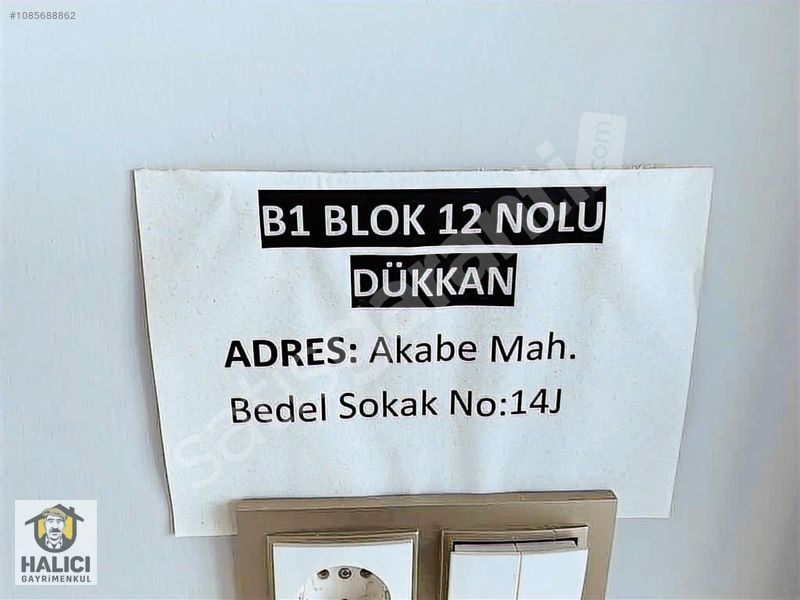 #1085688862
B1 BLOK 12 NOLU
DÜKKAN
ADRES: Akabe Mah.
Bedel Sokak No:14J
HALICI
GAYRİMENKUL